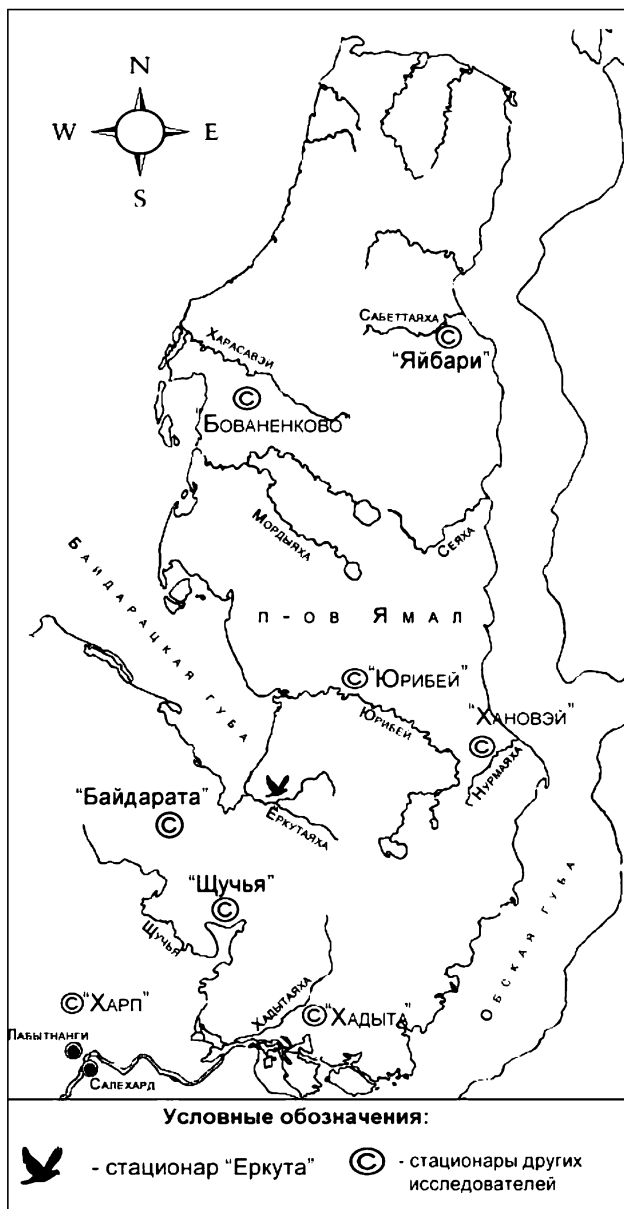 N
W E
S
САБЕТТАЯХА
ХАРАСАВЭЙ
©
"Яйбари"
©
"БОВАНЕНКОВО"
МОРДЫЯХА
СЕЯХА
БАЙДАРАЦКАЯ ГУБА
П-ОВ ЯМАЛ
© "ЮРИБЕЙ"
ЮРИБЕЙ
"ХАНОВЭЙ"
©
НУРМАЯХА
"Байдарата"
©
ЕРКУТАЯХА
"Щучья"
©
ЩУЧЬЯ
ОБСКАЯ ГУБА
ХАДЫТАЯХА
© "ХАРП"
© "ХАДЫТА"
ЛАБЫТНАНГИ
САЛЕХАРД
Условные обозначения:
- стационар "Еркута"
© - стационары других
исследователей